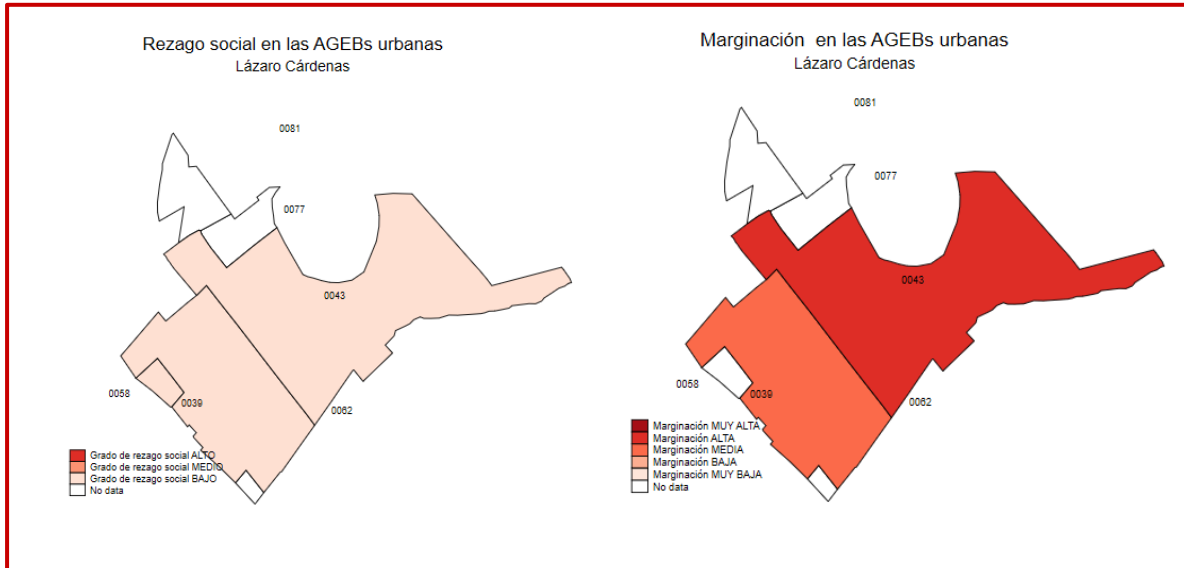 Rezago social en las AGEBs urbanas
Lázaro Cárdenas
0081
0077
0043
0058
0039
0062
Grado de rezago social ALTO
Grado de rezago social MEDIO
Grado de rezago social BAJO
No data
Marginación en las AGEBs urbanas
Lázaro Cárdenas
0081
0077
0043
0058
0039
0062
Marginación MUY ALTA
Marginación ALTA
Marginación MEDIA
Marginación BAJA
Marginación MUY BAJA
No data